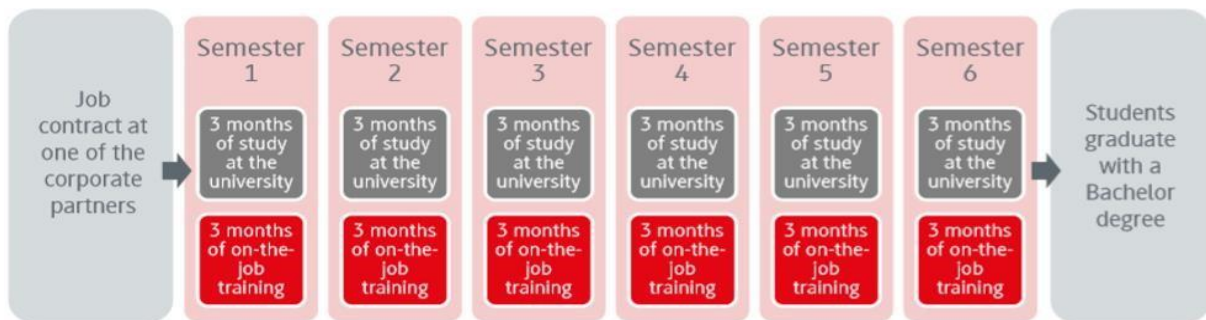 Job
contract at
one of the
corporate
partners
Semester
1
3 months
of study
at the
university
3 months
of on-the-
job
training
Semester
2
3 months
of study
at the
university
3 months
of on-the-
job
training
Semester
3
3 months
of study
at the
university
3 months
of on-the-
job
training
Semester
4
3 months
of study
at the
university
3 months
of on-the-
job
training
Semester
5
3 months
of study
at the
university
3 months
of on-the-
job
training
Semester
6
3 months
of study
at the
university
3 months
of on-the-
job
training
Students
graduate
with a
Bachelor
degree